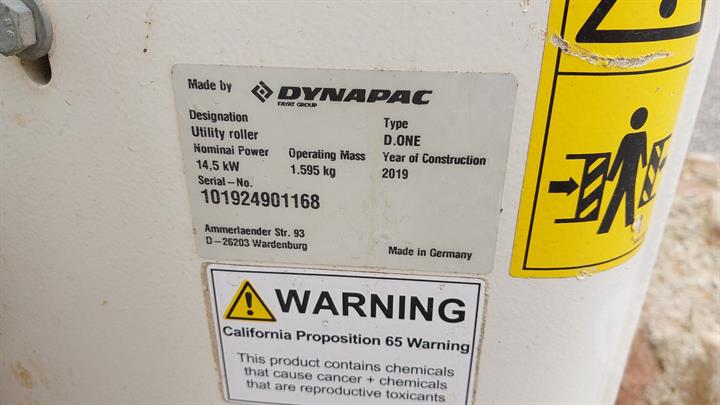 Made by DYNAPAC
FAYAT GROUP
Designation Type
Utility roller D.ONE
Nominal Power Operating Mass Year of Construction
14,5 kW 1.595 kg 2019
Serial-No.
101924901168
Ammerlaender Str. 93
D-26203 Wardenburg
Made in Germany
WARNING
California Proposition 65 Warning
This product contains chemicals
that cause cancer + chemicals
that are reproductive toxicants